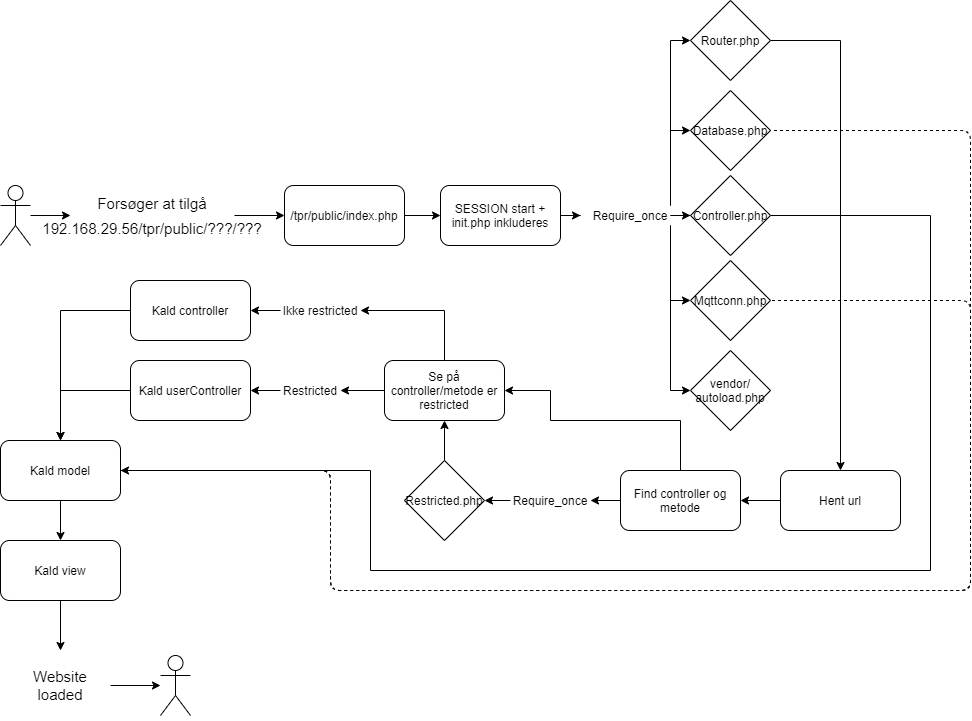 Router.php
Database.php
Forsøger at tilgå
192.168.29.56/tpr/public/???/???
/tpr/public/index.php
SESSION start +
init.php inkluderes
Require_once
Controller.php
Mqttconn.php
vendor/
autoload.php
Kald controller
Ikke restricted
Kald userController
Restricted
Se på
controller/metode er
restricted
Kald model
Restricted.php
Require_once
Find controller og
metode
Hent url
Kald view
Website
loaded